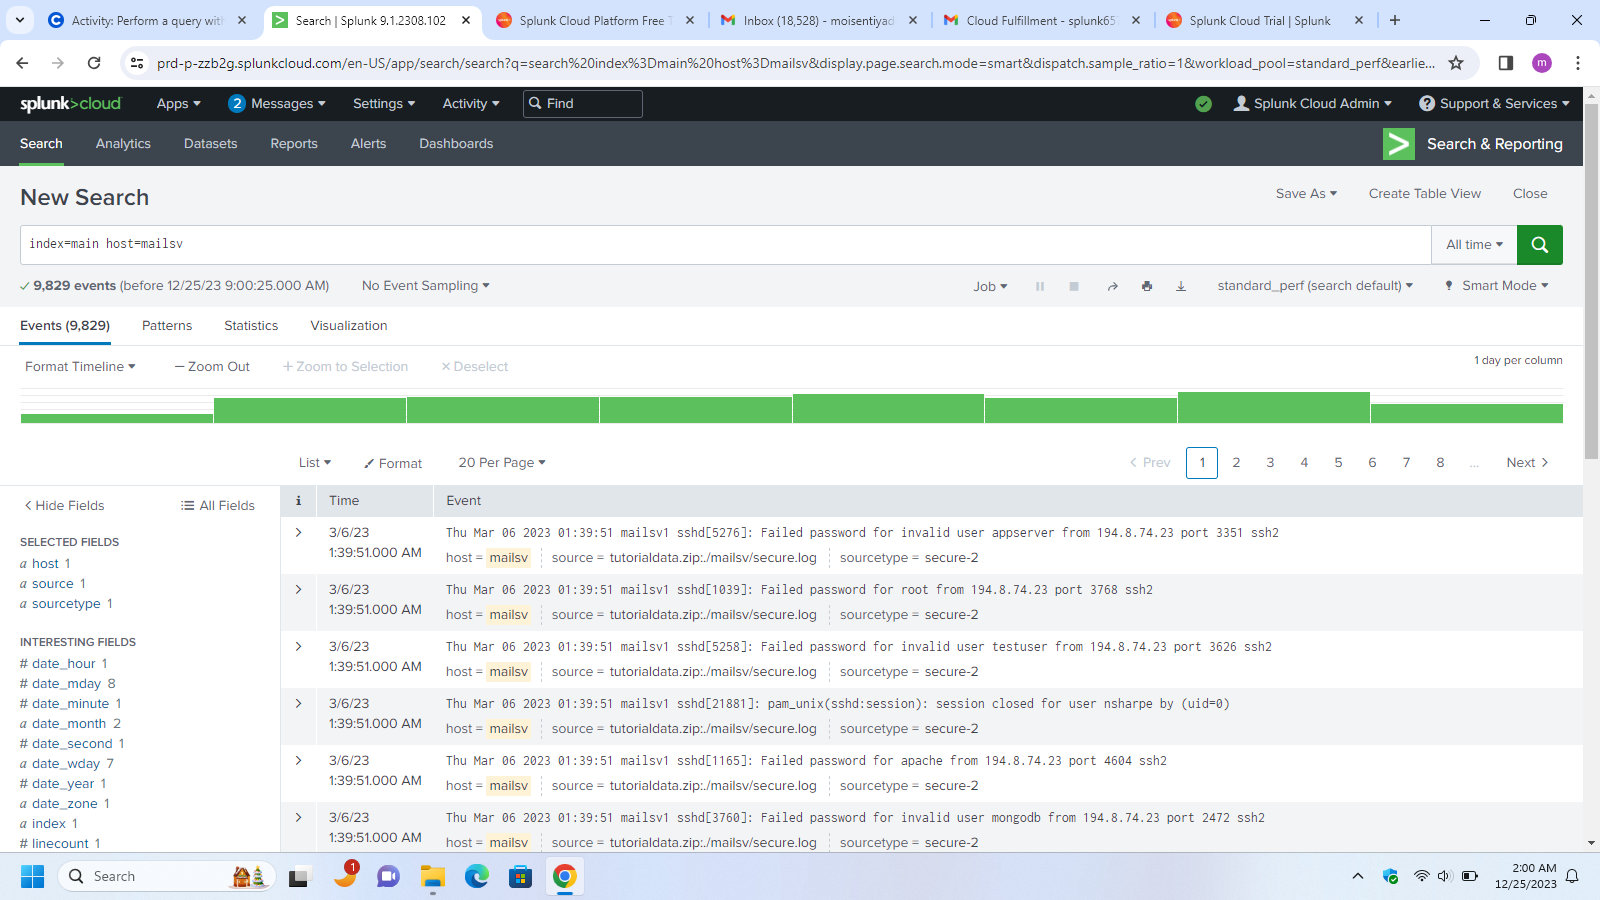 Activity: Perform a query with
Search | Splunk 9.1.2308.102
Splunk Cloud Platform Free T
Inbox (18,528) - moisentiyad
Cloud Fulfillment - splunk65
Splunk Cloud Trial | Splunk
prd-p-zzb2g.splunkcloud.com/en-US/app/search/search?q=search%20index%3Dmain%20host%3Dmailsv&display.page.search.mode=smart&dispatch.sample_ratio=1&workload_pool=standard_perf&earlie...
m
splunk>cloud Apps 2 Messages Settings Activity Find Splunk Cloud Admin ? Support & Services
Search Analytics Datasets Reports Alerts Dashboards > Search & Reporting
New Search Save As Create Table View Close
index=main host=mailsv All time
9,829 events (before 12/25/23 9:00:25.000 AM) No Event Sampling Job standard_perf (search default) Smart Mode
Events (9,829) Patterns Statistics Visualization
Format Timeline — Zoom Out + Zoom to Selection × Deselect 1 day per column
List Format 20 Per Page < Prev 1 2 3 4 5 6 7 8 ... Next >
< Hide Fields All Fields
SELECTED FIELDS
a host 1
a source 1
a sourcetype 1
INTERESTING FIELDS
# date_hour 1
# date_mday 8
# date_minute 1
a date_month 2
# date_second 1
a date_wday 7
# date_year 1
a date_zone 1
a index 1
# linecount 1
i Time Event
> 3/6/23 1:39:51.000 AM Thu Mar 06 2023 01:39:51 mailsv1 sshd[5276]: Failed password for invalid user appserver from 194.8.74.23 port 3351 ssh2
host = mailsv source = tutorialdata.zip:./mailsv/secure.log sourcetype = secure-2
> 3/6/23 1:39:51.000 AM Thu Mar 06 2023 01:39:51 mailsv1 sshd[1039]: Failed password for root from 194.8.74.23 port 3768 ssh2
host = mailsv source = tutorialdata.zip:./mailsv/secure.log sourcetype = secure-2
> 3/6/23 1:39:51.000 AM Thu Mar 06 2023 01:39:51 mailsv1 sshd[5258]: Failed password for invalid user testuser from 194.8.74.23 port 3626 ssh2
host = mailsv source = tutorialdata.zip:./mailsv/secure.log sourcetype = secure-2
> 3/6/23 1:39:51.000 AM Thu Mar 06 2023 01:39:51 mailsv1 sshd[21881]: pam_unix(sshd:session): session closed for user nsharpe by (uid=0)
host = mailsv source = tutorialdata.zip:./mailsv/secure.log sourcetype = secure-2
> 3/6/23 1:39:51.000 AM Thu Mar 06 2023 01:39:51 mailsv1 sshd[1165]: Failed password for apache from 194.8.74.23 port 4604 ssh2
host = mailsv source = tutorialdata.zip:./mailsv/secure.log sourcetype = secure-2
> 3/6/23 1:39:51.000 AM Thu Mar 06 2023 01:39:51 mailsv1 sshd[3760]: Failed password for invalid user mongodb from 194.8.74.23 port 2472 ssh2
host = mailsv source = tutorialdata.zip:./mailsv/secure.log sourcetype = secure-2
Search 1 2:00 AM
12/25/2023